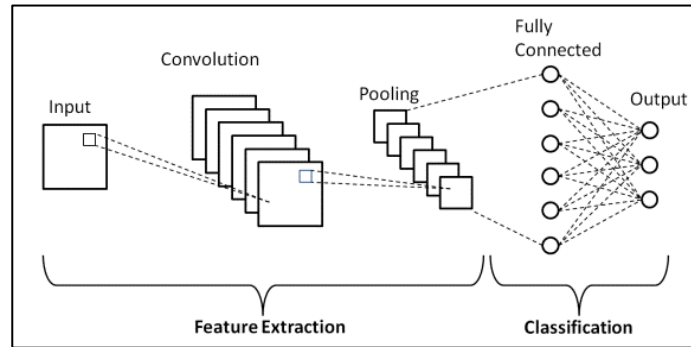 Input
Convolution
Pooling
Fully
Connected
Output
Feature Extraction
Classification